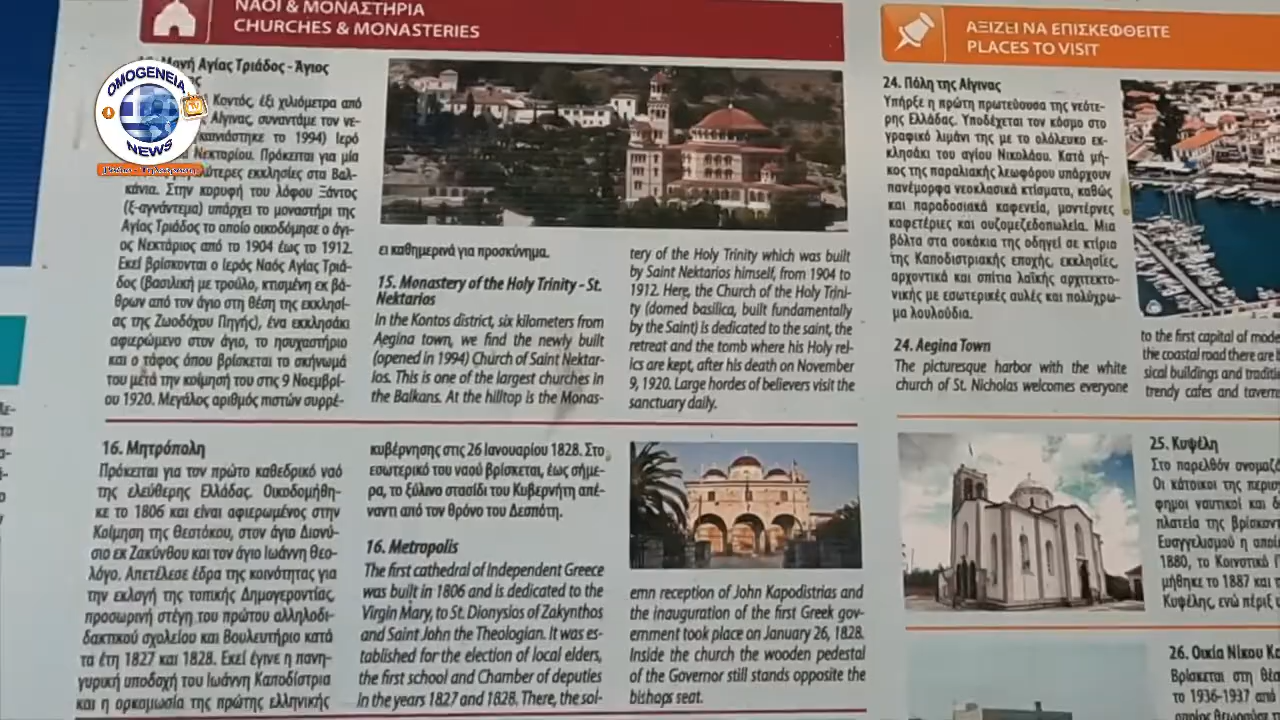 ΟΜΟΓΕΝΕΙΑ
tv
NEWS
ΝΑΟΙ & ΜΟΝΑΣΤΗΡΙΑ
CHURCHES & MONASTERIES
Μονή Αγίας Τριάδος - Άγιος
Κοντός, έξι χιλιόμετρα από
Αίγινας, συναντάμε τον νε-
καινιάστηκε το 1994) Ιερό
Νεκταρίου. Πρόκειται για μία
ύτερες εκκλησίες στα Βαλ-
κάνια. Στην κορυφή του λόφου Ξάντος
(ξ-αγνάντεμα) υπάρχει το μοναστήρι της
Αγίας Τριάδος το οποίο οικοδόμησε ο άγι-
ος Νεκτάριος από το 1904 έως το 1912.
Εκεί βρίσκονται ο Ιερός Ναός Αγίας Τριά-
δος (βασιλική με τρούλο, κτισμένη εκ βά-
θρων από τον άγιο στη θέση της εκκλησί-
ας της Ζωοδόχου Πηγής), ένα εκκλησάκι
αφιερωμένο στον άγιο, το ησυχαστήριο
και ο τάφος όπου βρίσκεται το σκήνωμά
του μετά την κοίμησή του στις 9 Νοεμβρί-
ου 1920. Μεγάλος αριθμός πιστών συρρέ-
ει καθημερινά για προσκύνημα.
15. Monastery of the Holy Trinity - St.
Nektarios
In the Kontos district, six kilometers from
Aegina town, we find the newly built
(opened in 1994) Church of Saint Nektar-
ios. This is one of the largest churches in
the Balkans. At the hilltop is the Monas-
tery of the Holy Trinity which was built
by Saint Nektarios himself, from 1904 to
1912. Here, the Church of the Holy Trini-
ty (domed basilica, built fundamentally
by the Saint) is dedicated to the saint, the
retreat and the tomb where his Holy rel-
ics are kept, after his death on November
9, 1920. Large hordes of believers visit the
sanctuary daily.
16. Μητρόπολη
Πρόκειται για τον πρώτο καθεδρικό ναό
της ελεύθερης Ελλάδας. Οικοδομήθη-
κε το 1806 και είναι αφιερωμένος στην
Κοίμηση της Θεοτόκου, στον άγιο Διονύ-
σιο εκ Ζακύνθου και τον άγιο Ιωάννη Θεο-
λόγο. Απετέλεσε έδρα της κοινότητας για
την εκλογή της τοπικής Δημογεροντίας,
προσωρινή στέγη του πρώτου αλληλοδι-
δακτικού σχολείου και Βουλευτήριο κατά
τα έτη 1827 και 1828. Εκεί έγινε η πανη-
γυρική υποδοχή του Ιωάννη Καποδίστρια
και η ορκωμοσία της πρώτης ελληνικής
κυβέρνησης στις 26 Ιανουαρίου 1828. Στο
εσωτερικό του ναού βρίσκεται, έως σήμε-
ρα, το ξύλινο στασίδι του Κυβερνήτη απέ-
ναντι από τον θρόνο του Δεσπότη.
16. Metropolis
The first cathedral of Independent Greece
was built in 1806 and is dedicated to the
Virgin Mary, to St. Dionysios of Zakynthos
and Saint John the Theologian. It was es-
tablished for the election of local elders,
the first school and Chamber of deputies
in the years 1827 and 1828. There, the sol-
emn reception of John Kapodistrias and
the inauguration of the first Greek gov-
ernment took place on January 26, 1828.
Inside the church the wooden pedestal
of the Governor still stands opposite the
bishops seat.
ΑΞΙΖΕΙ ΝΑ ΕΠΙΣΚΕΦΘΕΙΤΕ
PLACES TO VISIT
24. Πόλη της Αίγινας
Υπήρξε η πρώτη πρωτεύουσα της νεότε-
ρης Ελλάδας. Υποδέχεται τον κόσμο στο
γραφικό λιμάνι της με το ολόλευκο εκ-
κλησάκι του αγίου Νικολάου. Κατά μή-
κος της παραλιακής λεωφόρου υπάρχουν
πανέμορφα νεοκλασικά κτίσματα, καθώς
και παραδοσιακά καφενεία, μοντέρνες
καφετέριες και ουζομεζεδοπωλεία. Μια
βόλτα στα σοκάκια της οδηγεί σε κτίρια
της Καποδιστριακής εποχής, εκκλησίες,
αρχοντικά και σπίτια λαϊκής αρχιτεκτο-
νικής με εσωτερικές αυλές και πολύχρω-
μα λουλούδια.
24. Aegina Town
The picturesque harbor with the white
church of St. Nicholas welcomes everyone
to the first capital of mode
the coastal road there are
sical buildings and traditi
trendy cafes and taverne
25. Κυψέλη
Στο παρελθόν ονομαζ
Οι κάτοικοι της περιο
φημοι ναυτικοί και δ
πλατεία της βρίσκον
Ευαγγελισμού η οποί
1880, το Κοινοτικό Γ
μήθηκε το 1887 και τ
Κυψέλης, ενώ πέριξ
26. Οικία Νίκου Κα
Βρίσκεται στη θέσ
το 1936-1937 από